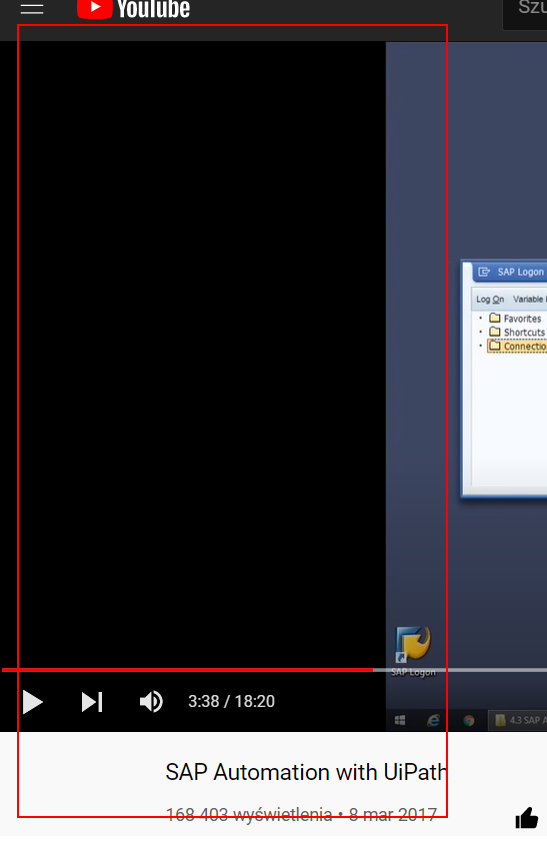 YouTube
Szu
SAP Logon
Log On Variable
Favorites
Shortcuts
Connectio
SAP Logon
3:38 / 18:20
4.3 SAP A
SAP Automation with UiPath
168 403 wyświetlenia • 8 mar 2017